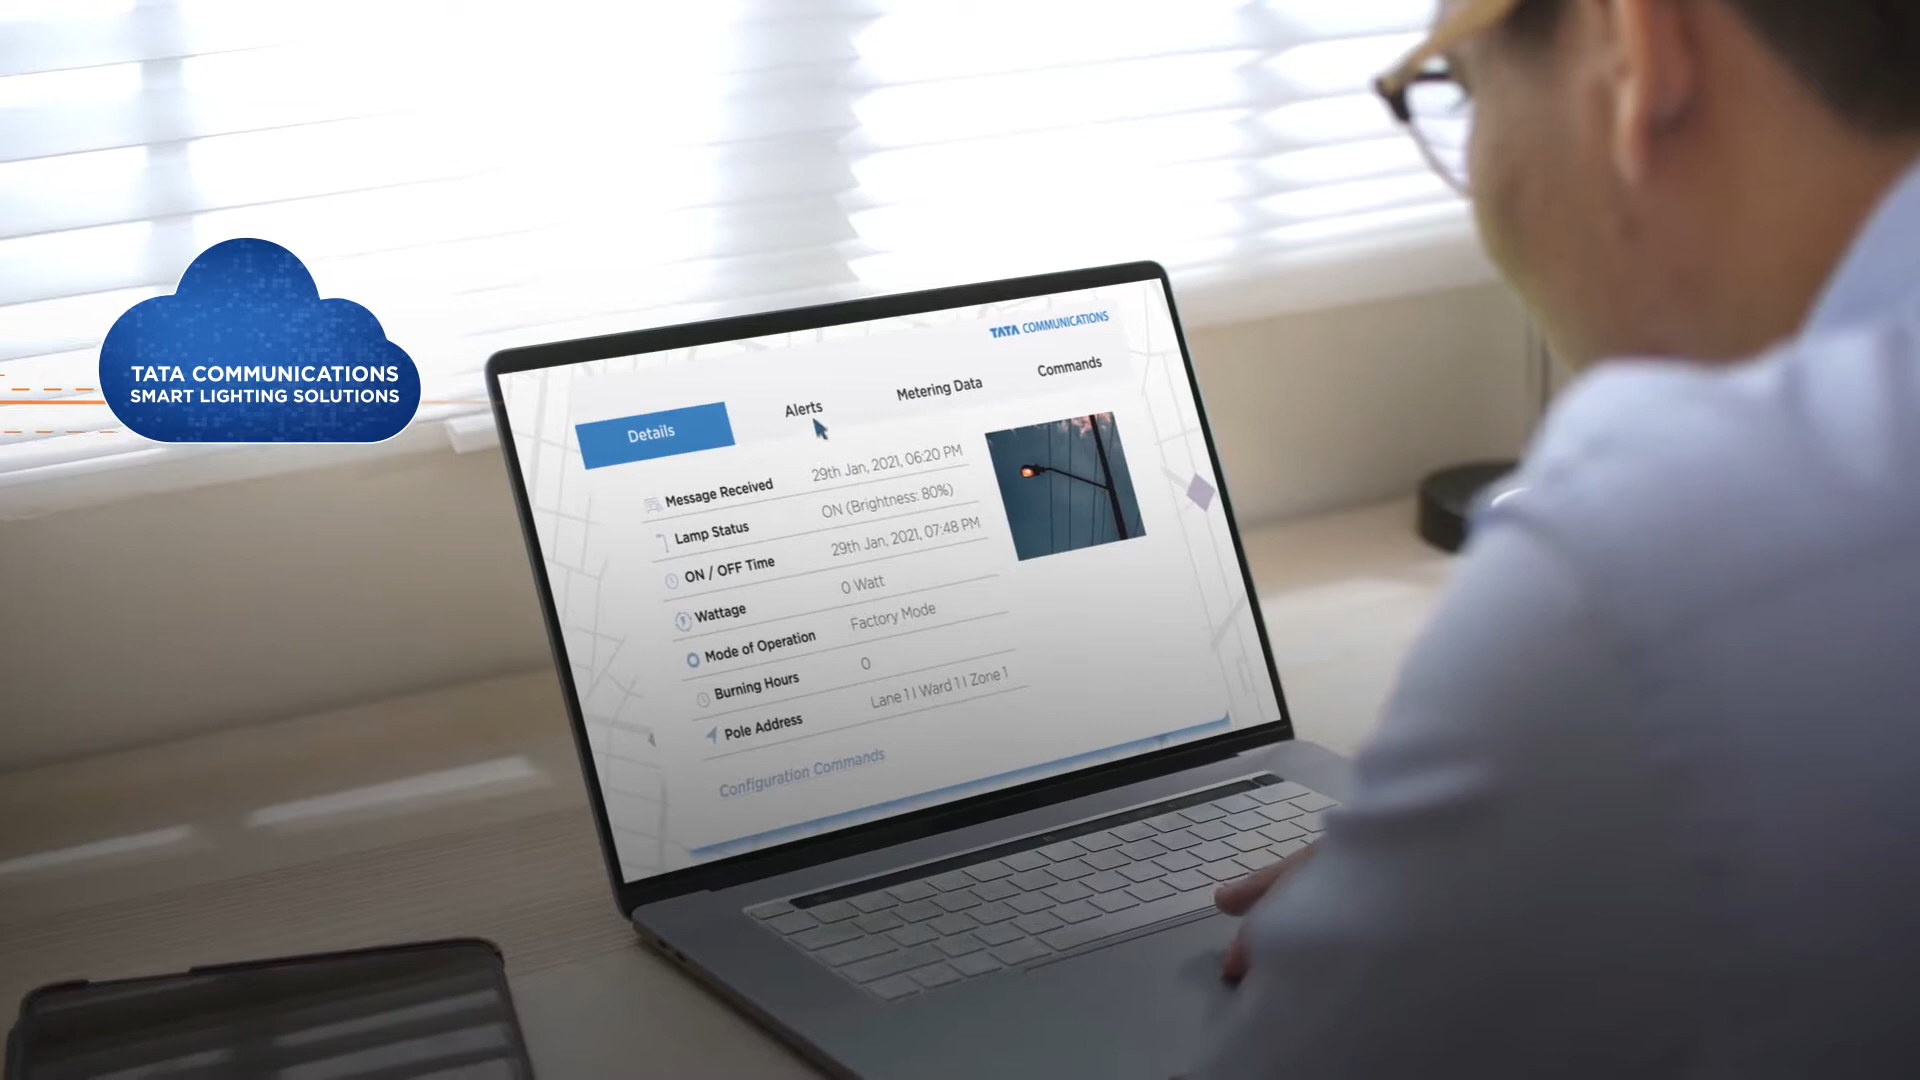 TATA COMMUNICATIONS
SMART LIGHTING SOLUTIONS
TATA COMMUNICATIONS
Details
Alerts
Metering Data
Commands
Message Received 29th Jan, 2021, 06:20 PM
Lamp Status ON (Brightness: 80%)
ON / OFF Time 29th Jan, 2021, 07:48 PM
Wattage 0 Watt
Mode of Operation Factory Mode
Burning Hours 0
Pole Address Lane 1 | Ward 1 | Zone 1
Configuration Commands